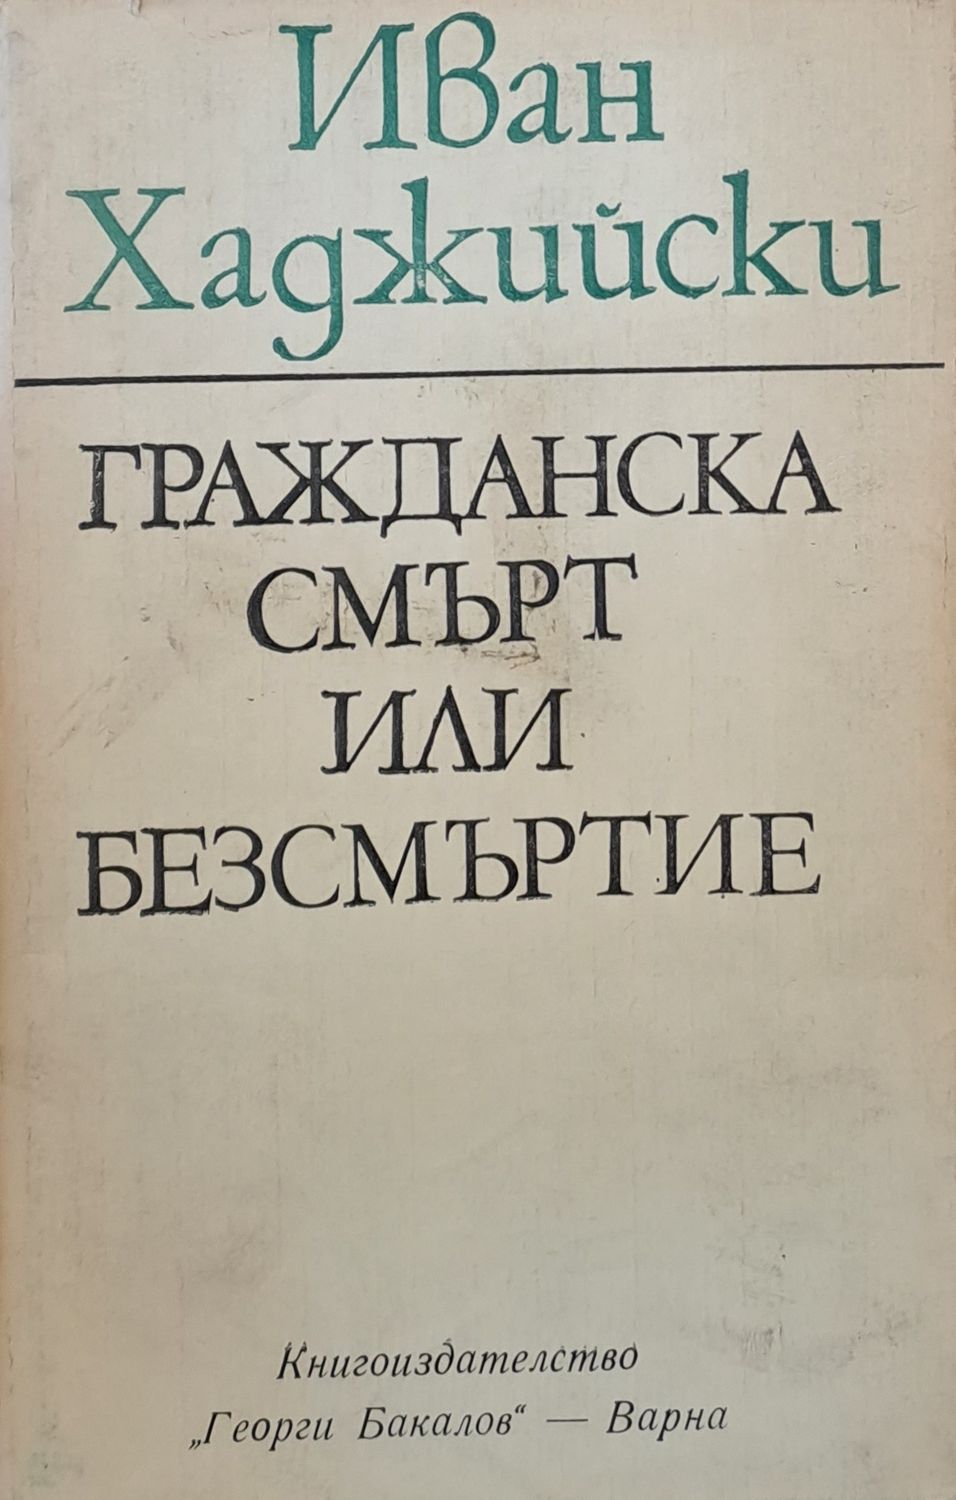 Иван
Хаджийски
ГРАЖДАНСКА
СМЪРТ
ИЛИ
БЕЗСМЪРТИЕ
Книгоиздателство
„Георги Бакалов“ — Варна